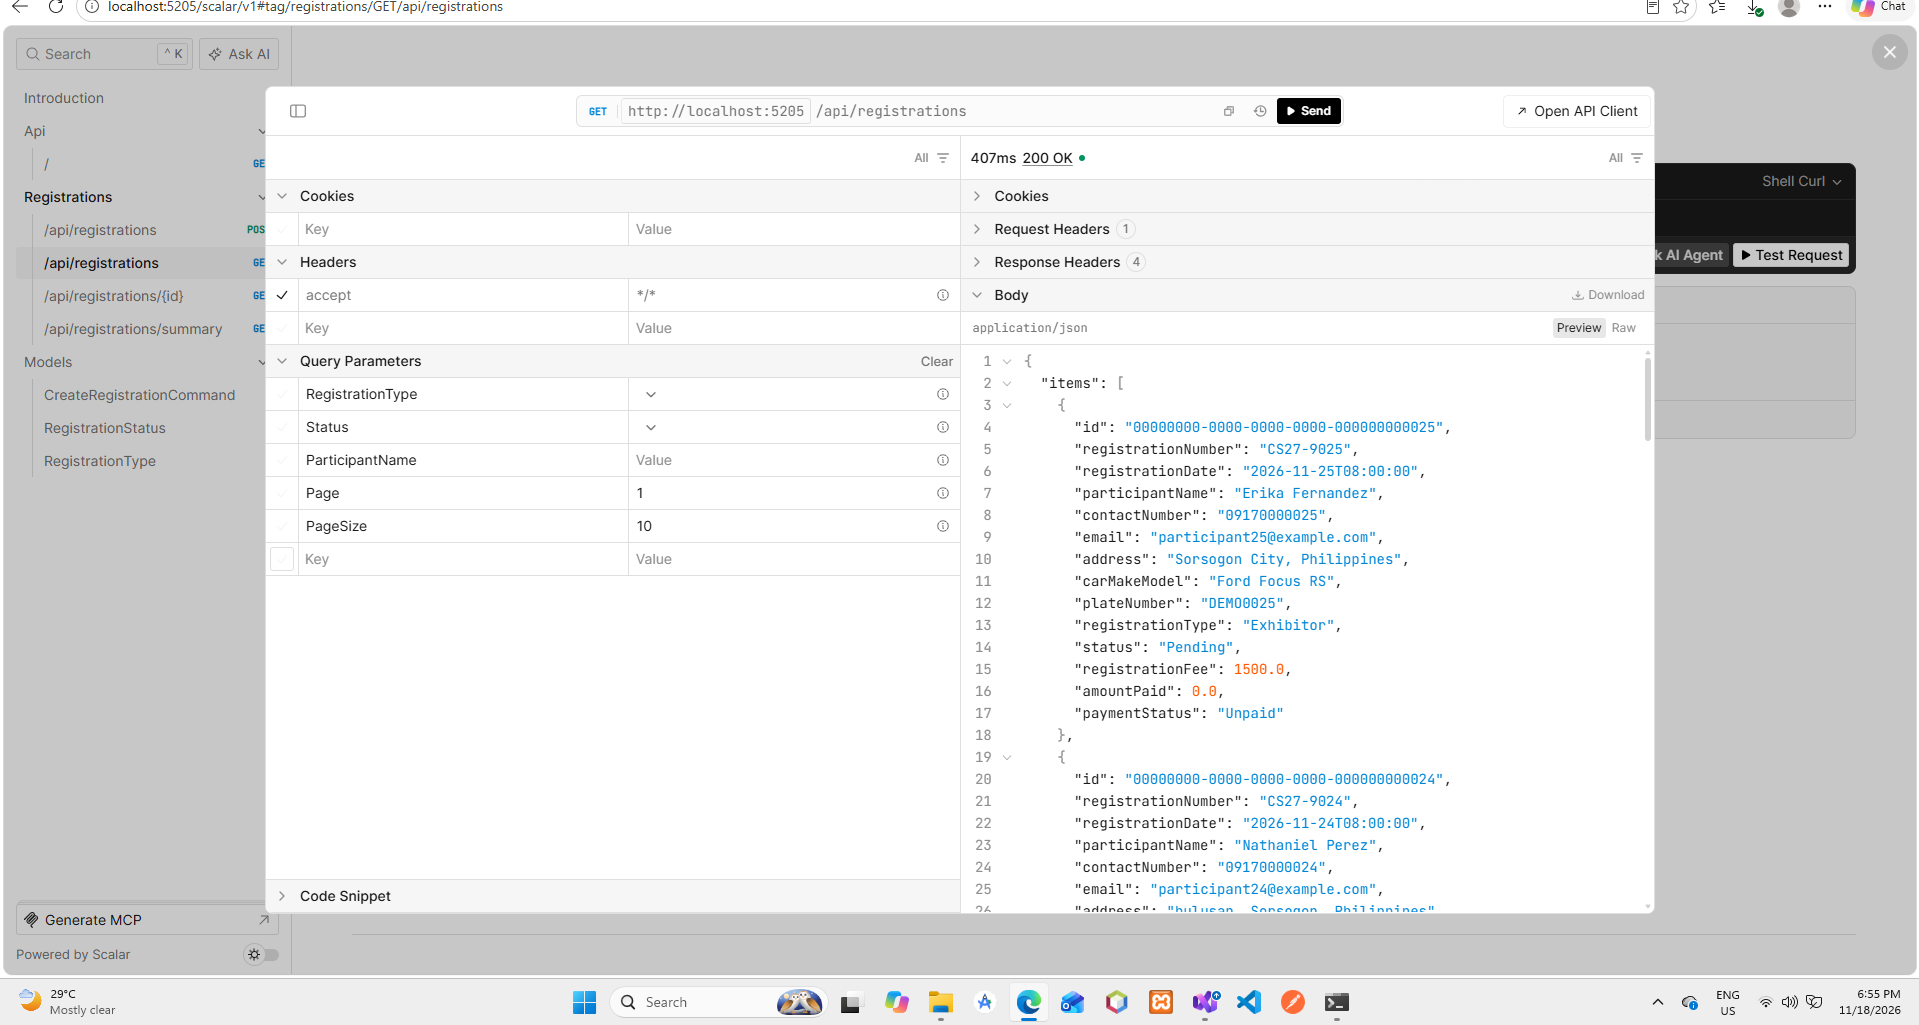 localhost:5205/scalar/v1#tag/registrations/GET/api/registrations
Chat
Search
^ K
Ask AI
Introduction
Api
/
GE
Registrations
/api/registrations
POS
/api/registrations
GE
/api/registrations/{id}
GE
/api/registrations/summary
GE
Models
CreateRegistrationCommand
RegistrationStatus
RegistrationType
Generate MCP
Powered by Scalar
GET
http://localhost:5205
/api/registrations
Send
Open API Client
All
Cookies
Key
Value
Headers
accept
*/*
Key
Value
Query Parameters
Clear
RegistrationType
Status
ParticipantName
Value
Page
1
PageSize
10
Key
Value
Code Snippet
407ms 200 OK
All
Cookies
Request Headers 1
Response Headers 4
Body
Download
application/json
Preview
Raw
1 {
2 "items": [
3 {
4 "id": "00000000-0000-0000-0000-000000000025",
5 "registrationNumber": "CS27-9025",
6 "registrationDate": "2026-11-25T08:00:00",
7 "participantName": "Erika Fernandez",
8 "contactNumber": "09170000025",
9 "email": "participant25@example.com",
10 "address": "Sorsogon City, Philippines",
11 "carMakeModel": "Ford Focus RS",
12 "plateNumber": "DEMO0025",
13 "registrationType": "Exhibitor",
14 "status": "Pending",
15 "registrationFee": 1500.0,
16 "amountPaid": 0.0,
17 "paymentStatus": "Unpaid"
18 },
19 {
20 "id": "00000000-0000-0000-0000-000000000024",
21 "registrationNumber": "CS27-9024",
22 "registrationDate": "2026-11-24T08:00:00",
23 "participantName": "Nathaniel Perez",
24 "contactNumber": "09170000024",
25 "email": "participant24@example.com",
26 "address": "bulusan, Sorsogon, Philippines"
Shell Curl
k AI Agent
Test Request
29°C
Mostly clear
Search
ENG
US
6:55 PM
11/18/2026